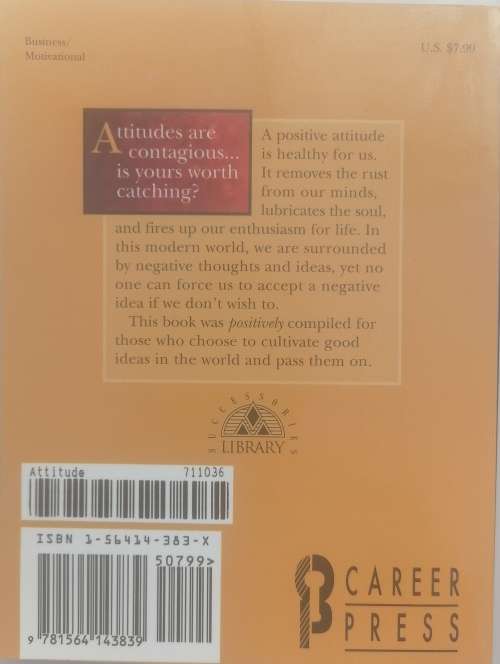 Business/
Motivational
U.S. $7.99
Attitudes are
contagious...
is yours worth
catching?
A positive attitude
is healthy for us.
It removes the rust
from our minds,
lubricates the soul,
and fires up our enthusiasm for life. In
this modern world, we are surrounded
by negative thoughts and ideas, yet no
one can force us to accept a negative
idea if we don't wish to.
This book was positively compiled for
those who choose to cultivate good
ideas in the world and pass them on.
SUCCESSORIES
LIBRARY
Attitude 711036
ISBN 1-56414-383-X
50799>
9 781564 143839
CAREER
PRESS